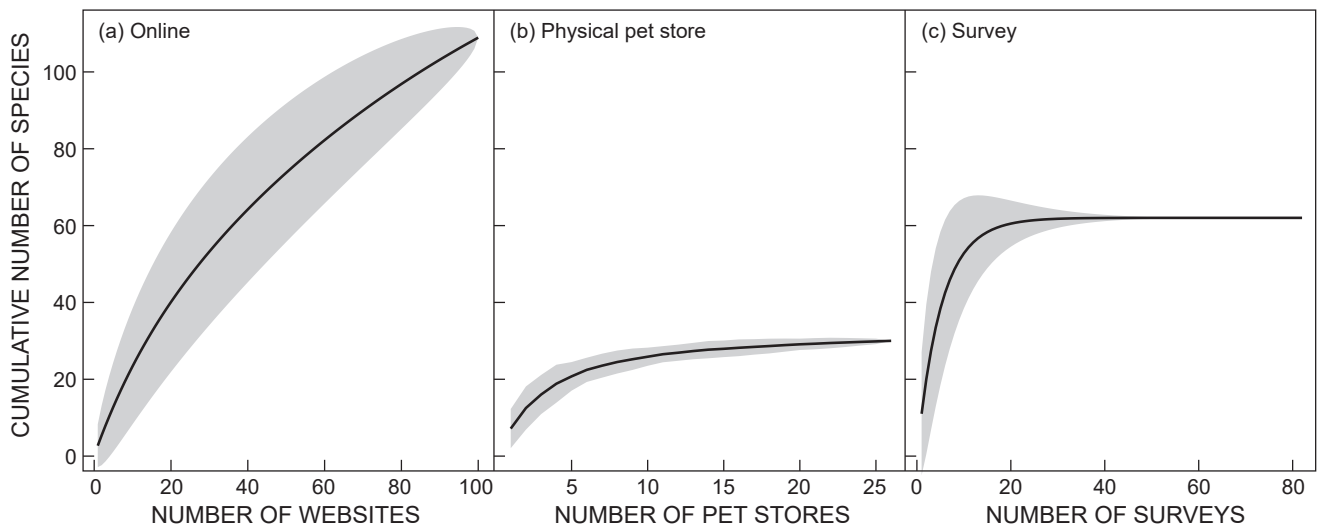 CUMULATIVE NUMBER OF SPECIES
(a) Online
(b) Physical pet store
(c) Survey
100
80
60
40
20
0
0 20 40 60 80 100
5 10 15 20 25
0 20 40 60 80
NUMBER OF WEBSITES
NUMBER OF PET STORES
NUMBER OF SURVEYS